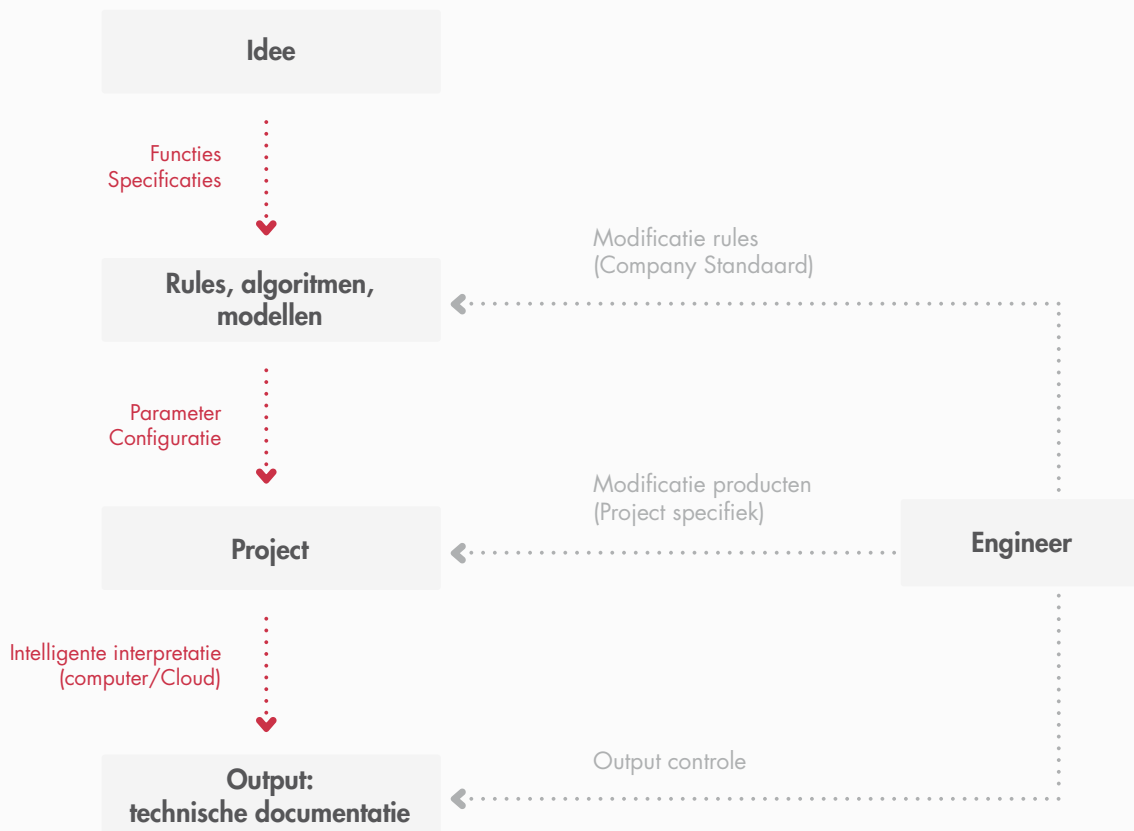 Idee
Functies
Specificaties
Modificatie rules
(Company Standaard)
Rules, algoritmen,
modellen
Parameter
Configuratie
Modificatie producten
(Project specifiek)
Project
Engineer
Intelligente interpretatie
(computer/Cloud)
Output controle
Output:
technische documentatie